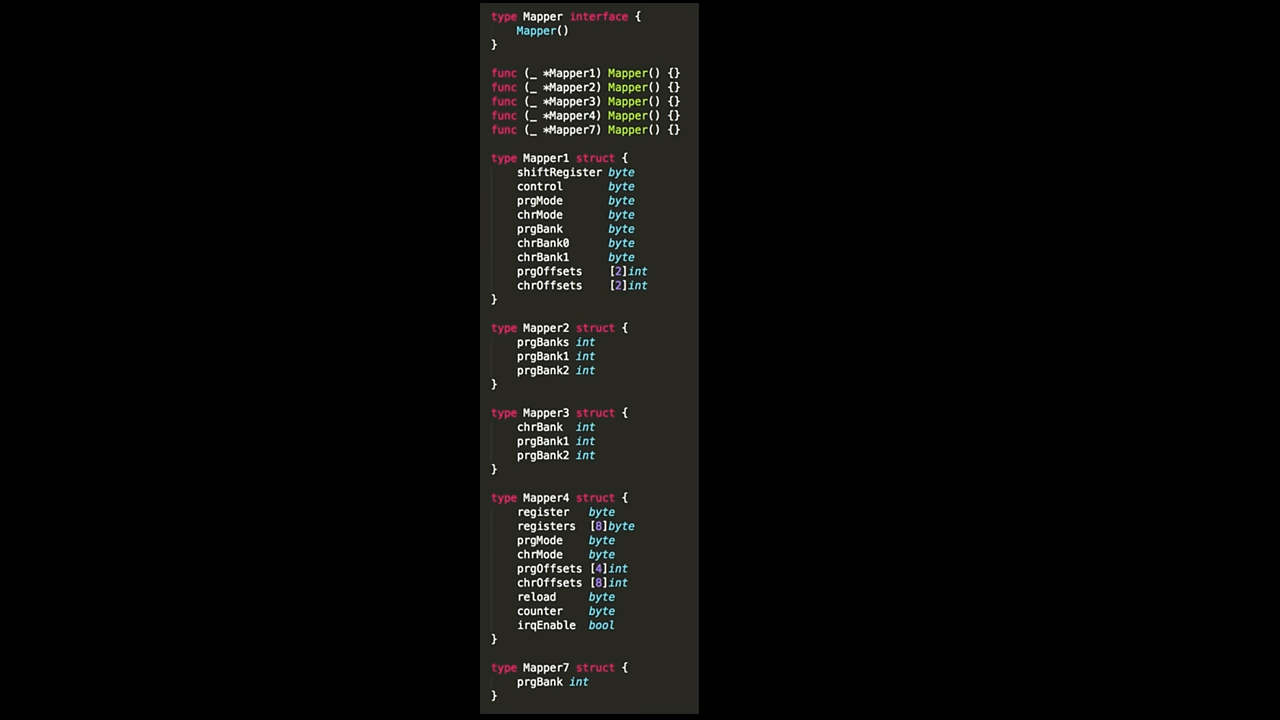 type Mapper interface {
    Mapper()
}

func (_ *Mapper1) Mapper() {}
func (_ *Mapper2) Mapper() {}
func (_ *Mapper3) Mapper() {}
func (_ *Mapper4) Mapper() {}
func (_ *Mapper7) Mapper() {}

type Mapper1 struct {
    shiftRegister byte
    control       byte
    prgMode       byte
    chrMode       byte
    prgBank       byte
    chrBank0      byte
    chrBank1      byte
    prgOffsets    [2]int
    chrOffsets    [2]int
}

type Mapper2 struct {
    prgBanks int
    prgBank1 int
    prgBank2 int
}

type Mapper3 struct {
    chrBank  int
    prgBank1 int
    prgBank2 int
}

type Mapper4 struct {
    register   byte
    registers  [8]byte
    prgMode    byte
    chrMode    byte
    prgOffsets [4]int
    chrOffsets [8]int
    reload     byte
    counter    byte
    irqEnable  bool
}

type Mapper7 struct {
    prgBank int
}